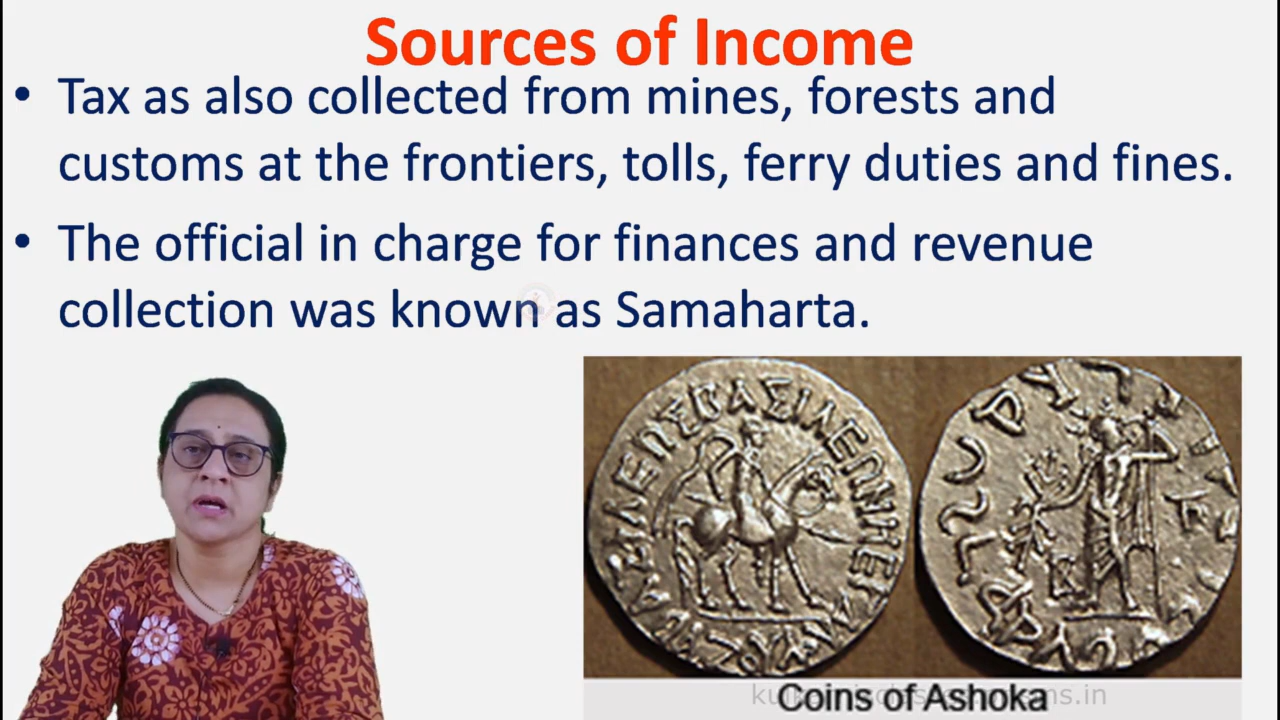 Sources of Income
• Tax as also collected from mines, forests and
customs at the frontiers, tolls, ferry duties and fines.
• The official in charge for finances and revenue
collection was known as Samaharta.
Coins of Ashoka